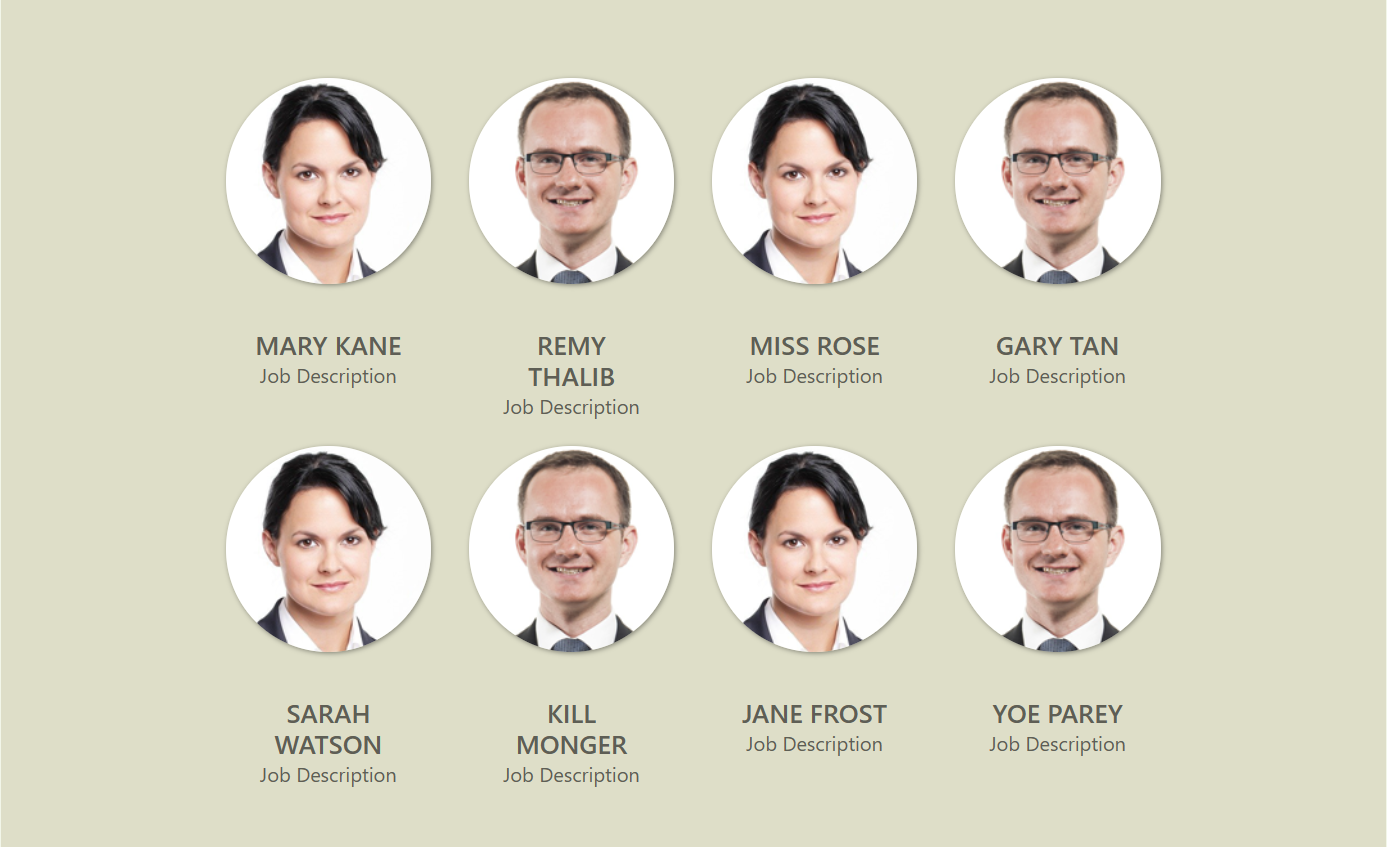 MARY KANE
Job Description
REMY
THALIB
Job Description
MISS ROSE
Job Description
GARY TAN
Job Description
SARAH
WATSON
Job Description
KILL
MONGER
Job Description
JANE FROST
Job Description
YOE PAREY
Job Description